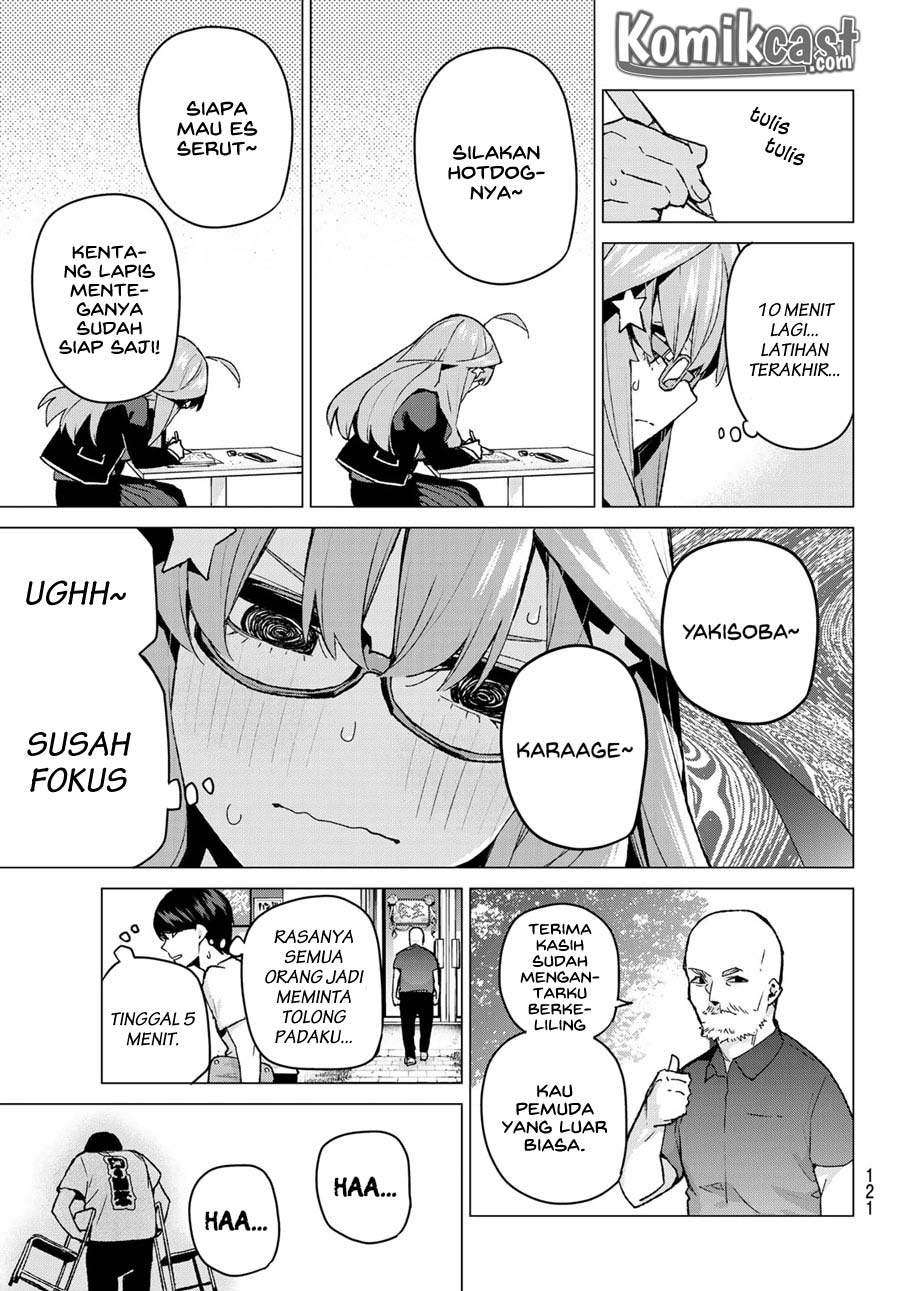 Komikcast
.com
tulis
tulis
10 MENIT
LAGI...
LATIHAN
TERAKHIR...
SILAKAN
HOTDOG-
NYA~
SIAPA
MAU ES
SERUT~
KENTA-
NG LAPIS
MENTE-
GANYA
SUDAH
SIAP SAJI!
YAKISOBA~
KARAAGE~
UGHH~
SUSAH
FOKUS
TERIMA
KASIH
SUDAH
MENGAN-
TARKU
BERKE-
LILING
KAU
PEMUDA
YANG LUAR
BIASA.
RASANYA
SEMUA
ORANG JADI
MEMINTA
TOLONG
PADAKU...
TINGGAL 5
MENIT.
HAA...
HAA...
121